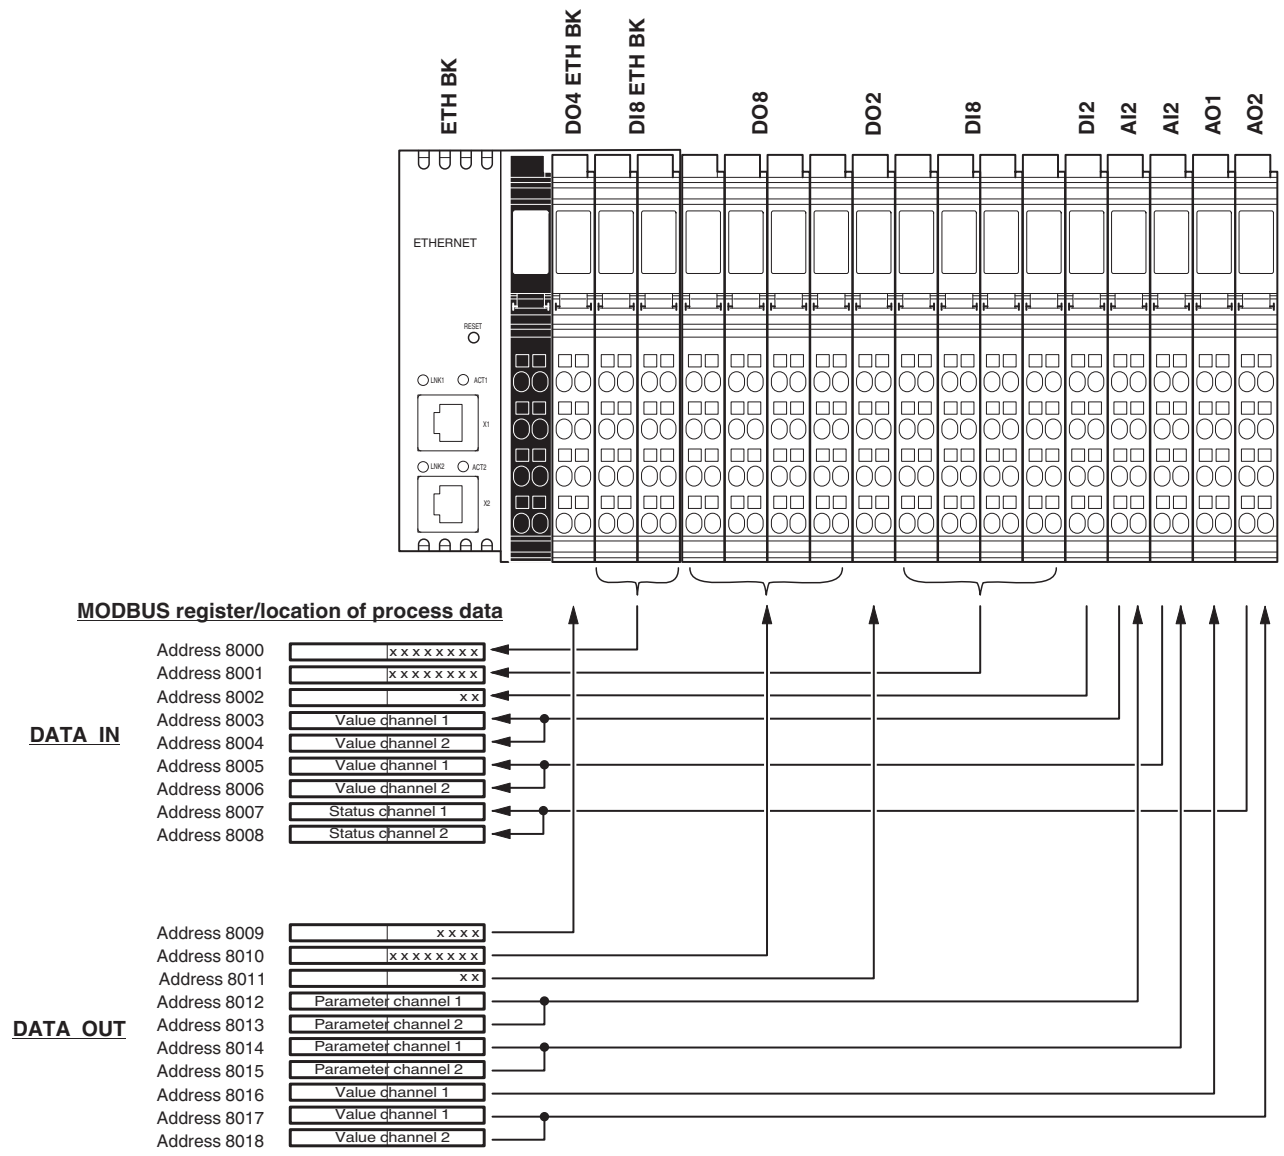 ETH BK
DO4 ETH BK
DI8 ETH BK
DO8
DO2
DI8
DI2
AI2
AI2
AO1
AO2
ETHERNET
RESET
LNK1
ACT1
X1
LNK2
ACT2
X2
MODBUS register/location of process data
DATA IN
Address 8000 xxxxxxxx
Address 8001 xxxxxxxx
Address 8002 xx
Address 8003 Value channel 1
Address 8004 Value channel 2
Address 8005 Value channel 1
Address 8006 Value channel 2
Address 8007 Status channel 1
Address 8008 Status channel 2
DATA OUT
Address 8009 xxxx
Address 8010 xxxxxxxx
Address 8011 xx
Address 8012 Parameter channel 1
Address 8013 Parameter channel 2
Address 8014 Parameter channel 1
Address 8015 Parameter channel 2
Address 8016 Value channel 1
Address 8017 Value channel 1
Address 8018 Value channel 2